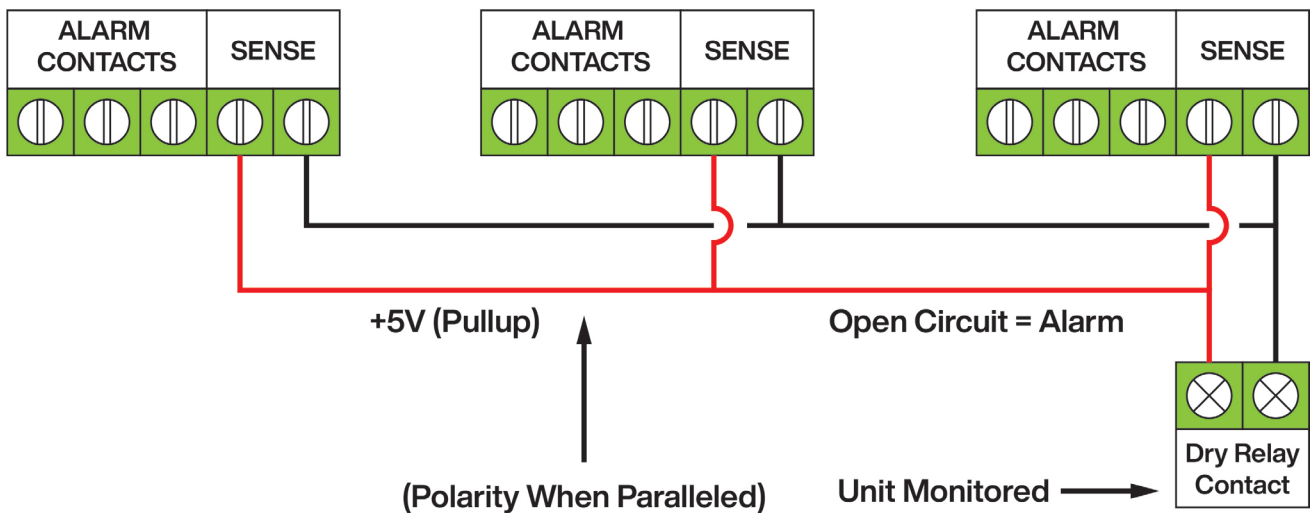 ALARM
CONTACTS
SENSE
ALARM
CONTACTS
SENSE
ALARM
CONTACTS
SENSE
+5V (Pullup)
Open Circuit = Alarm
(Polarity When Paralleled)
Unit Monitored
Dry Relay
Contact